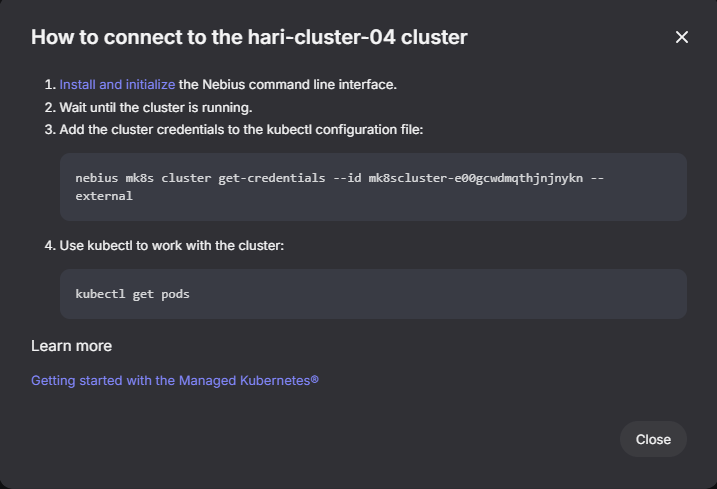 How to connect to the hari-cluster-04 cluster
1. Install and initialize the Nebius command line interface.
2. Wait until the cluster is running.
3. Add the cluster credentials to the kubectl configuration file:
nebius mk8s cluster get-credentials --id mk8scluster-e00gcwdmqthjnjnykn --
external
4. Use kubectl to work with the cluster:
kubectl get pods
Learn more
Getting started with the Managed Kubernetes®
Close